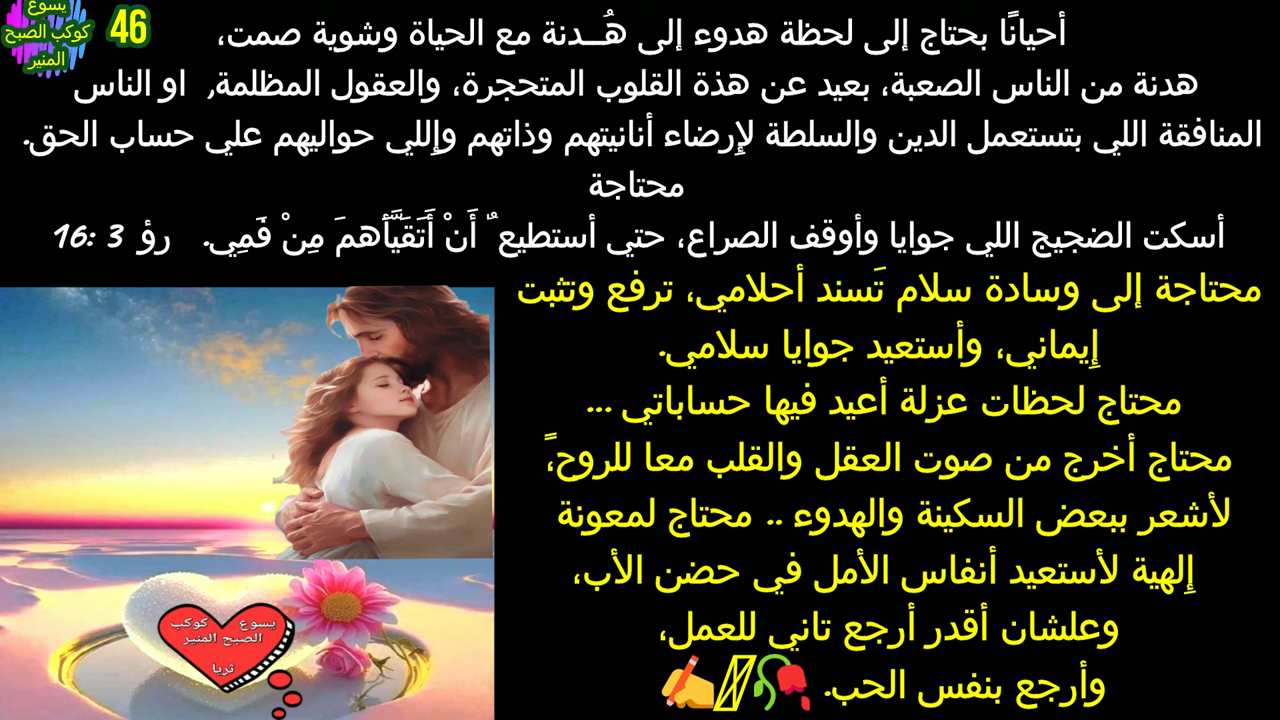 يسوع
كوكب الصبح
المنير
46
أحيانًا بحتاج إلى لحظة هدوء إلى هُــدنة مع الحياة وشوية صمت،
هدنة من الناس الصعبة، بعيد عن هذة القلوب المتحجرة، والعقول المظلمة, او الناس
المنافقة اللي بتستعمل الدين والسلطة لإِرضاء أنانيتهم وذاتهم وإللي حواليهم علي حساب الحق.
محتاجة
أسكت الضجيج اللي جوايا وأوقف الصراع، حتي أستطيع ٌ أَنْ أَتَقَيَّأَهمَ مِنْ فَمِي. رؤ 3 :16
محتاجة إلى وسادة سلام تَسند أحلامي، ترفع وتثبت
إِيماني، وأستعيد جوايا سلامي.
محتاج لحظات عزلة أعيد فيها حساباتي ...
محتاج أخرج من صوت العقل والقلب معا للروحٍ،
لأشعر ببعض السكينة والهدوء .. محتاج لمعونة
إِلهية لأستعيد أنفاس الأمل في حضن الأب،
وعلشان أقدر أرجع تاني للعمل،
وأرجع بنفس الحب. 🥀📝✍
يسوع كوكب
الصبح المنير
ثريا